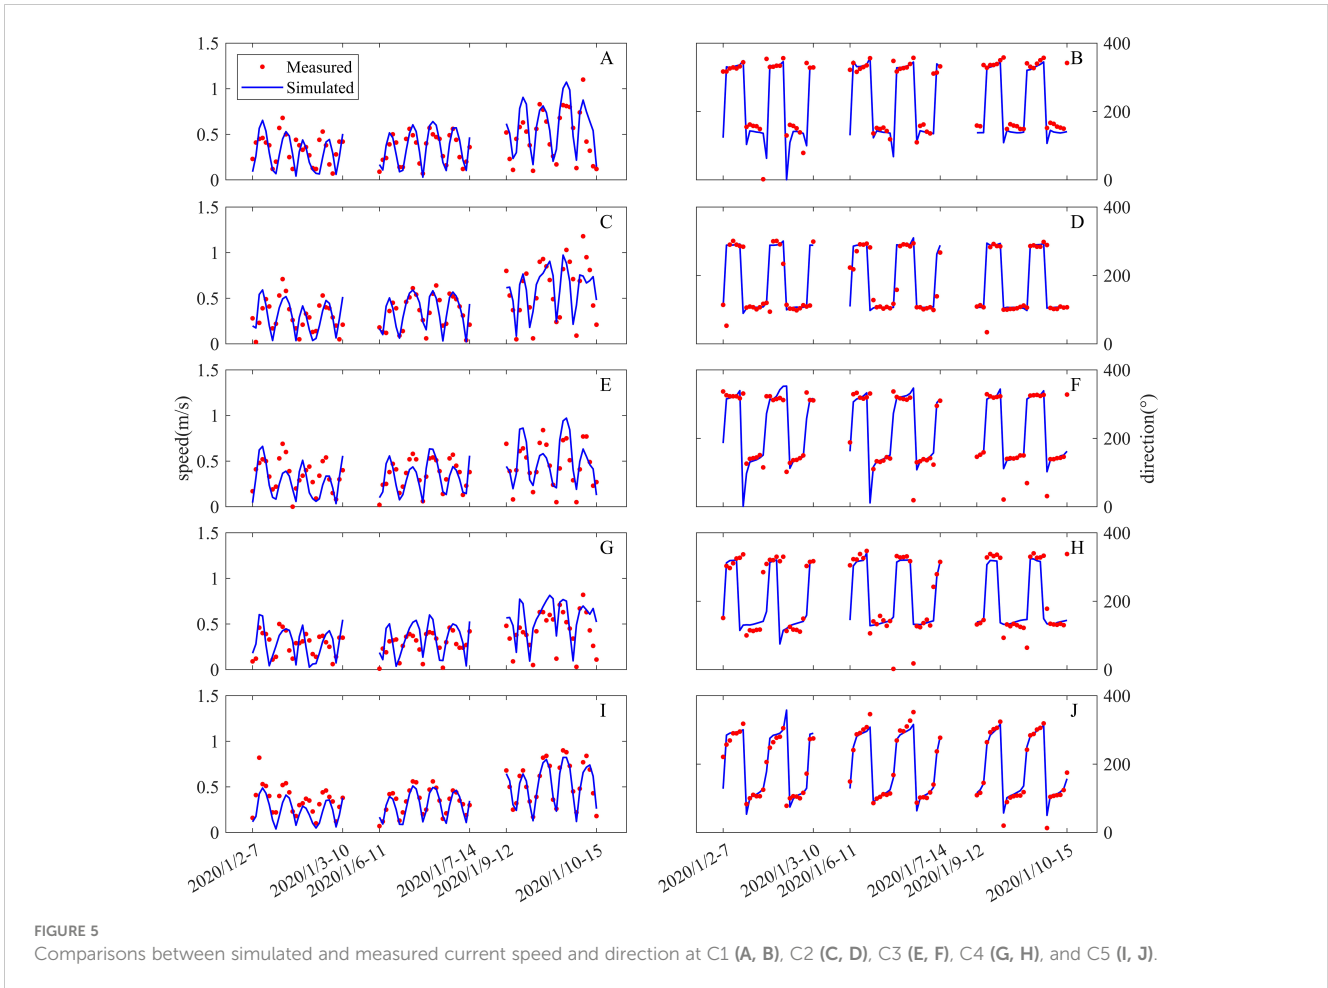 1.5
1
0.5
0
Measured
Simulated
A
B
400
200
0
1.5
1
0.5
0
C
D
400
200
0
1.5
1
0.5
0
E
F
400
200
0
speed(m/s)
direction(°)
1.5
1
0.5
0
G
H
400
200
0
1.5
1
0.5
0
I
J
400
200
0
2020/1/2-7
2020/1/3-10
2020/1/6-11
2020/1/7-14
2020/1/9-12
2020/1/10-15
2020/1/2-7
2020/1/3-10
2020/1/6-11
2020/1/7-14
2020/1/9-12
2020/1/10-15
FIGURE 5
Comparisons between simulated and measured current speed and direction at C1 (A, B), C2 (C, D), C3 (E, F), C4 (G, H), and C5 (I, J).